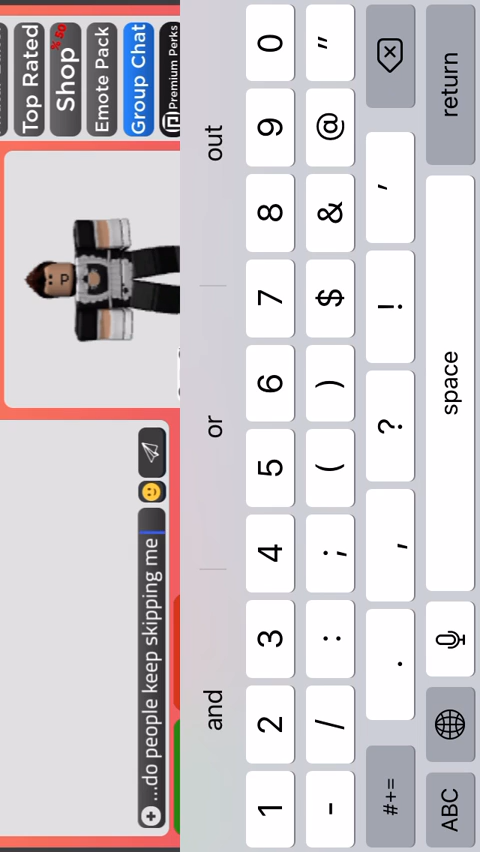 Top Rated
Shop
% 50
Emote Pack
Group Chat
Premium Perks
...do people keep skipping me
and or out
1 2 3 4 5 6 7 8 9 0
- / : ; ( ) $ & @ "
#+= . , ? ! '
ABC space return